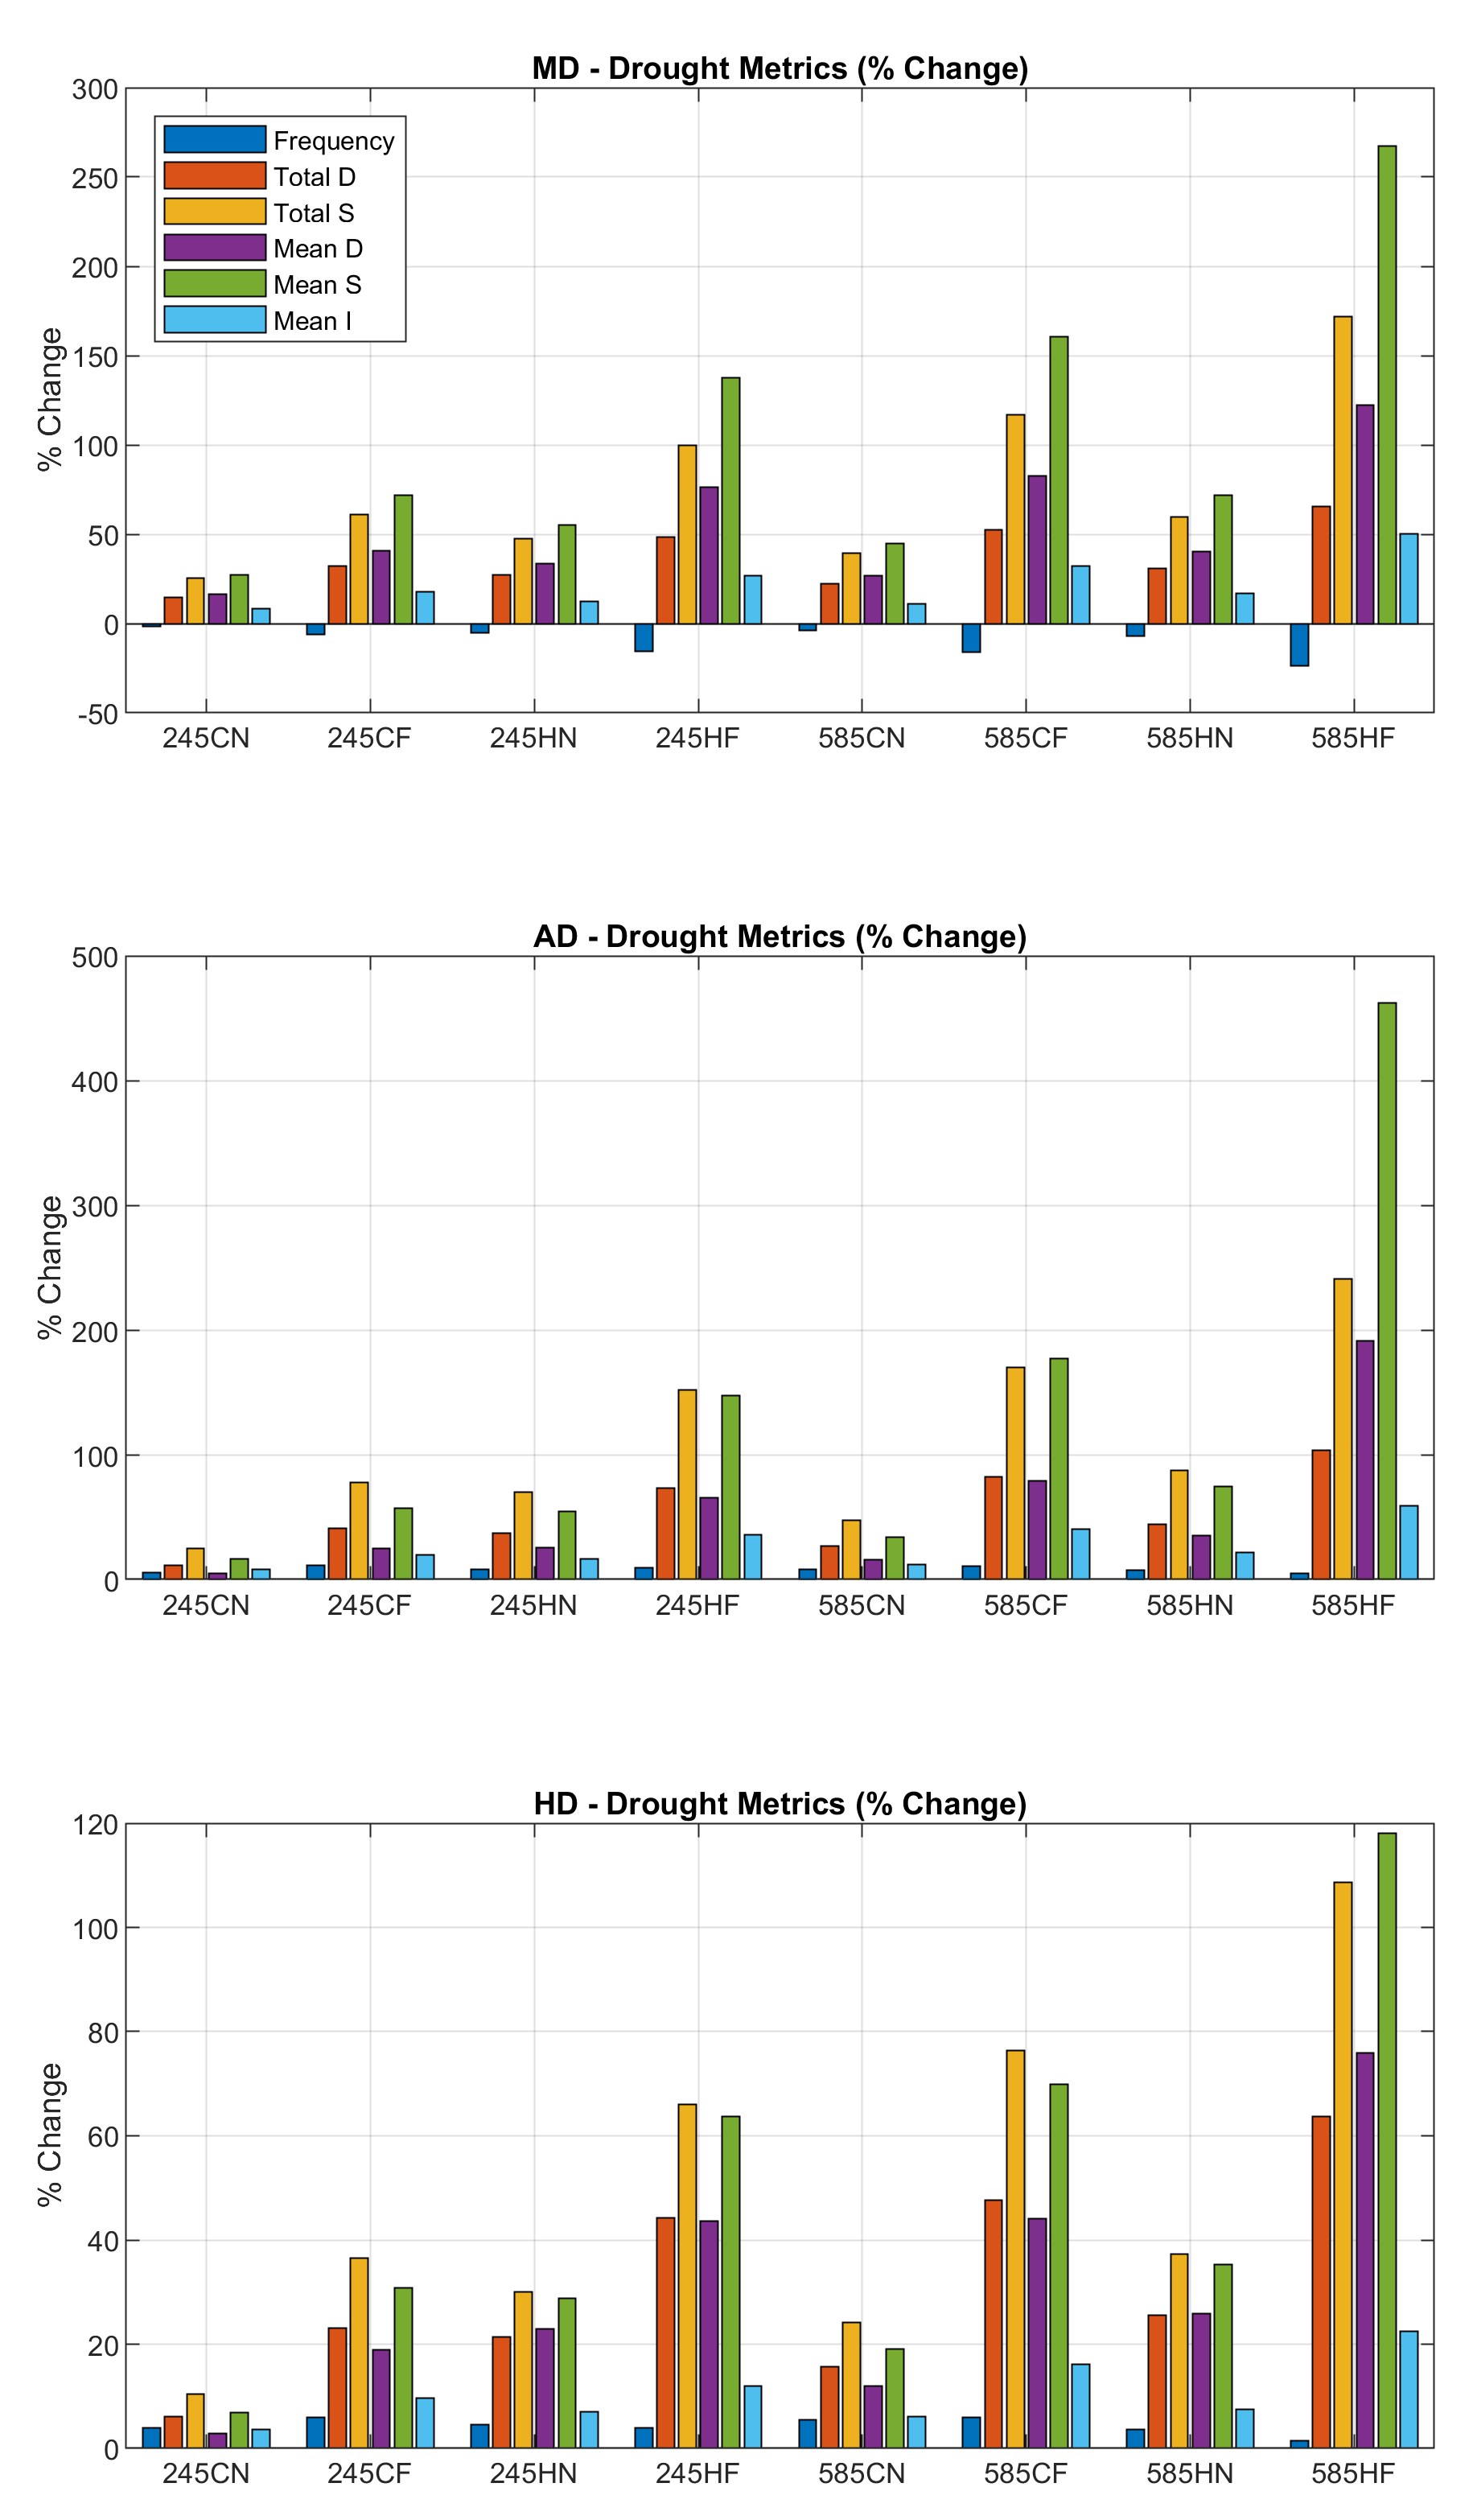 MD - Drought Metrics (% Change)
300
250
200
150
100
50
0
-50
% Change
Frequency
Total D
Total S
Mean D
Mean S
Mean I
245CN 245CF 245HN 245HF 585CN 585CF 585HN 585HF
AD - Drought Metrics (% Change)
500
400
300
200
100
0
% Change
245CN 245CF 245HN 245HF 585CN 585CF 585HN 585HF
HD - Drought Metrics (% Change)
120
100
80
60
40
20
0
% Change
245CN 245CF 245HN 245HF 585CN 585CF 585HN 585HF